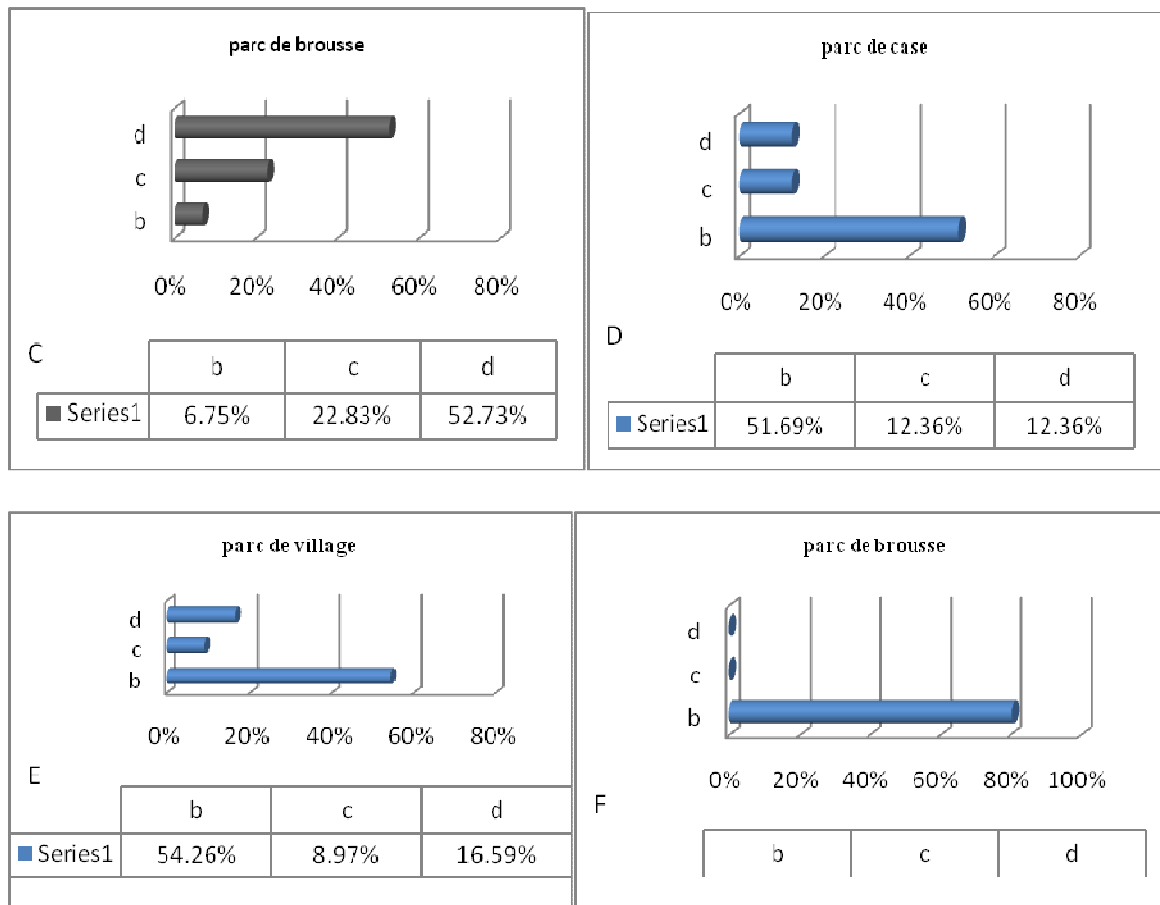 parc de brousse
d
c
b
0% 20% 40% 60% 80%
C
b c d
Series1 6.75% 22.83% 52.73%
parc de case
d
c
b
0% 20% 40% 60% 80%
D
b c d
Series1 51.69% 12.36% 12.36%
parc de village
d
c
b
0% 20% 40% 60% 80%
E
b c d
Series1 54.26% 8.97% 16.59%
parc de brousse
d
c
b
0% 20% 40% 60% 80% 100%
F
b c d